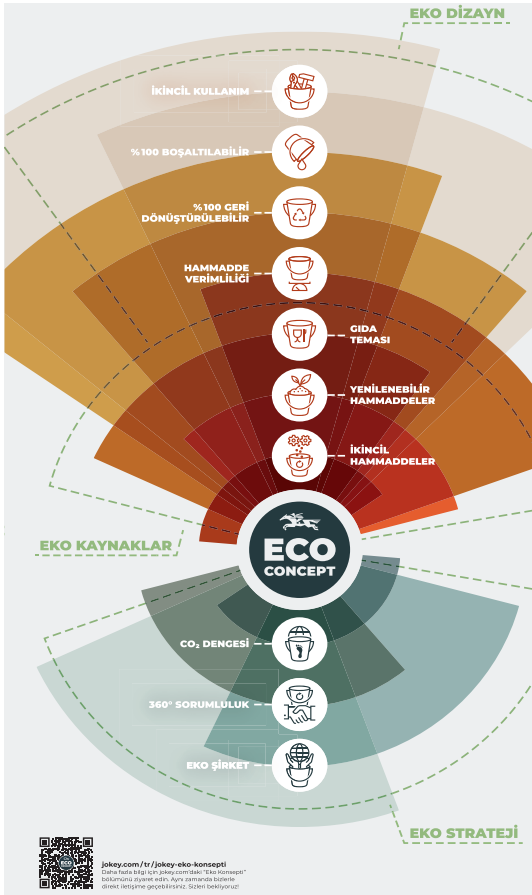 EKO DİZAYN
İKİNCİL KULLANIM
%100 BOŞALTILABİLİR
%100 GERİ
DÖNÜŞTÜRÜLEBİLİR
HAMMADDE
VERİMLİLİĞİ
GIDA
TEMASI
YENİLENEBİLİR
HAMMADDELER
İKİNCİL
HAMMADDELER
ECO
CONCEPT
EKO KAYNAKLAR
CO₂ DENGESİ
360° SORUMLULUK
EKO ŞİRKET
EKO STRATEJİ
ECO
jokey.com/tr/jokey-eko-konsepti
Daha fazla bilgi için jokey.com'daki "Eko Konsepti"
bölümünü ziyaret edin. Aynı zamanda bizlerle
direkt iletişime geçebilirsiniz. Sizleri bekliyoruz!